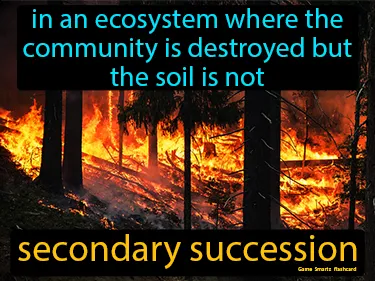 in an ecosystem where the
community is destroyed but
the soil is not
secondary succession
Game Smartz flashcard